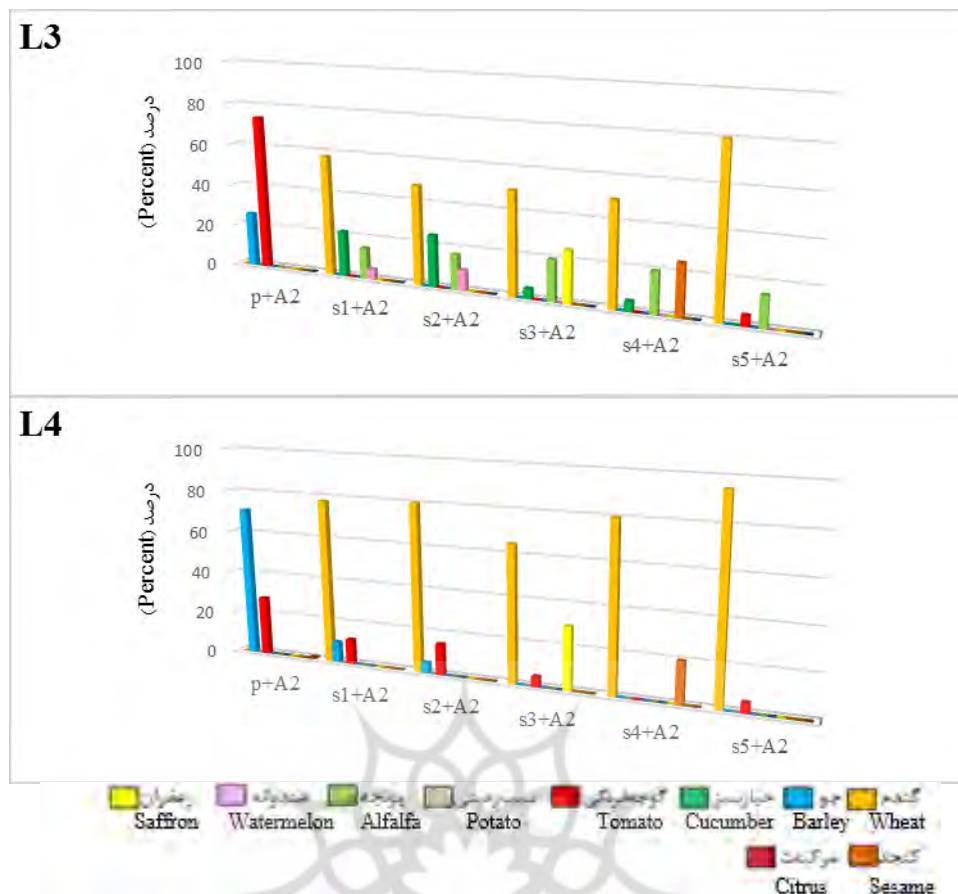 L3
درصد (Percent)
100
80
60
40
20
0
p+A2
s1+A2
s2+A2
s3+A2
s4+A2
s5+A2
L4
درصد (Percent)
100
80
60
40
20
0
p+A2
s1+A2
s2+A2
s3+A2
s4+A2
s5+A2
زعفران هندوانه یونجه سیب‌زمینی گوجه‌فرنگی خیارسبز جو گندم
Saffron Watermelon Alfalfa Potato Tomato Cucumber Barley Wheat
مرکبات کنجد
Citrus Sesame